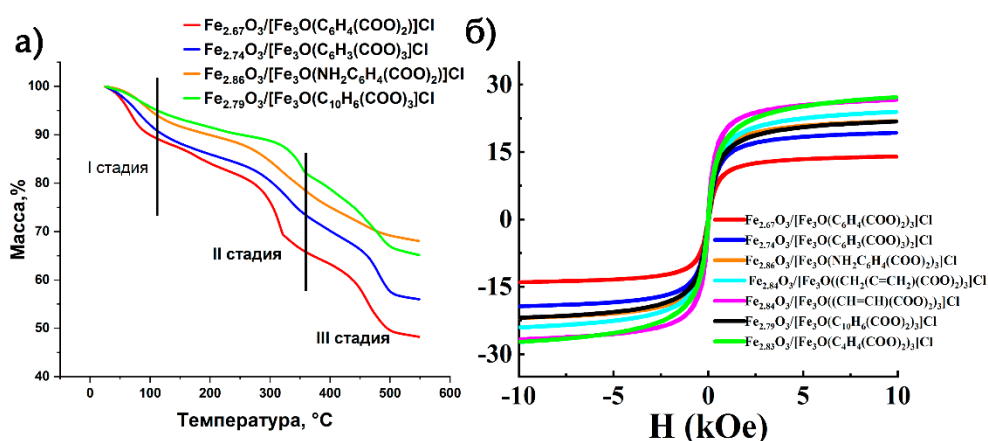 а)
Fe2.67O3/[Fe3O(C6H4(COO)2)]Cl
Fe2.74O3/[Fe3O(C6H3(COO)3]Cl
Fe2.86O3/[Fe3O(NH2C6H4(COO)2)]Cl
Fe2.79O3/[Fe3O(C10H6(COO)3]Cl
100
90
80
70
60
50
40
Масса,%
I стадия
II стадия
III стадия
0
100
200
300
400
500
600
Температура, °C
б)
30
15
0
-15
-30
Fe2.67O3/[Fe3O(C6H4(COO)2)3]Cl
Fe2.74O3/[Fe3O(C6H3(COO)3)2]Cl
Fe2.86O3/[Fe3O(NH2C6H4(COO)2)3]Cl
Fe2.84O3/[Fe3O((CH2(C=CH2)(COO)2)3]Cl
Fe2.84O3/[Fe3O((CH=CH)(COO)2)3]Cl
Fe2.79O3/[Fe3O(C10H6(COO)2)3]Cl
Fe2.83O3/[Fe3O(C4H4(COO)2)3]Cl
-10
-5
0
5
10
H (kOe)